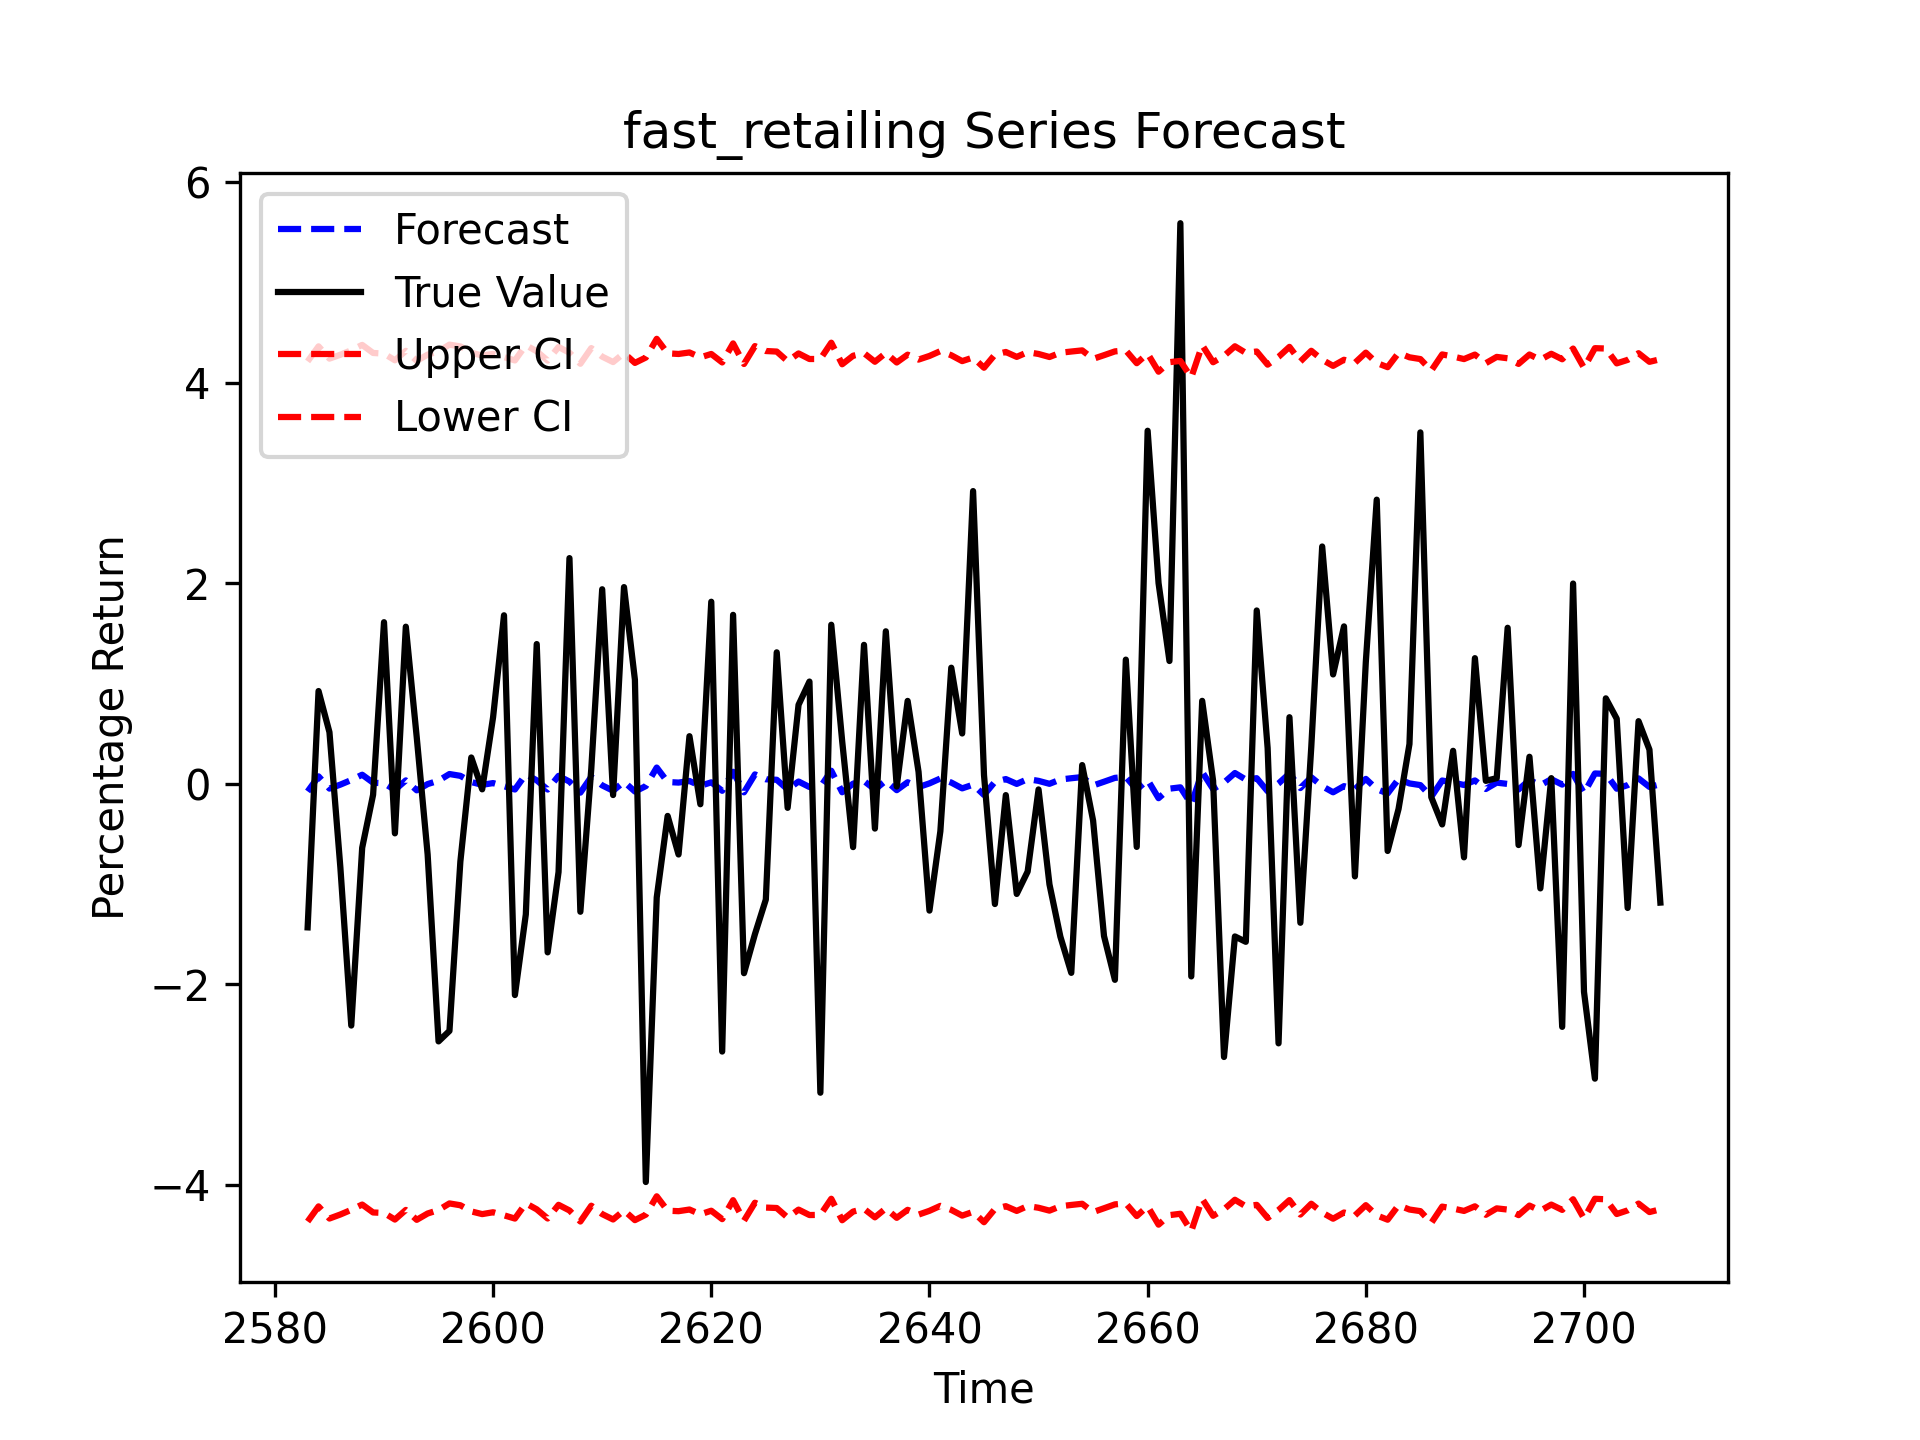 fast_retailing Series Forecast
Forecast
True Value
Upper CI
Lower CI
Percentage Return
6
4
2
0
−2
−4
2580 2600 2620 2640 2660 2680 2700
Time